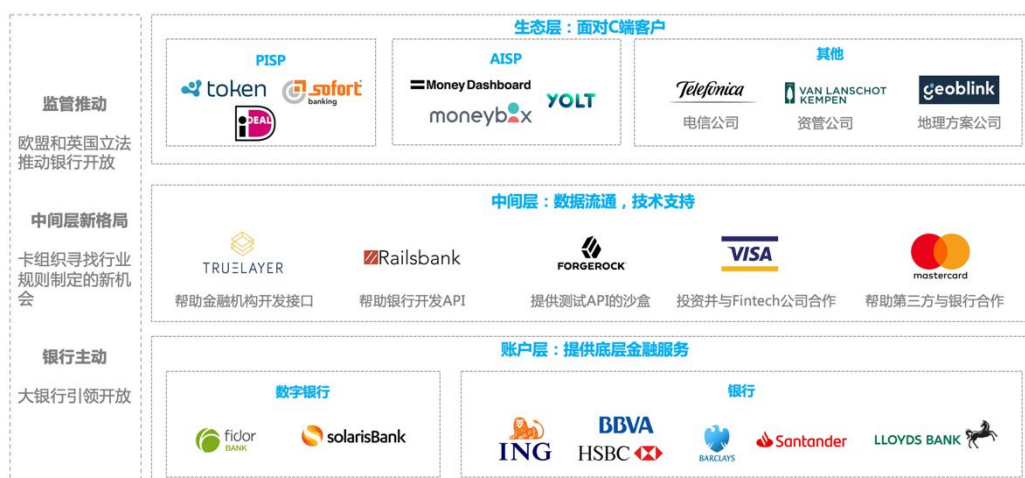 监管推动
欧盟和英国立法
推动银行开放
中间层新格局
卡组织寻找行业
规则制定的新机
会
银行主动
大银行引领开放
生态层：面对C端客户
PISP
token
sofort
banking
iDEAL
AISP
Money Dashboard
moneybox
YOLT
其他
Telefónica
电信公司
VAN LANSCHOT
KEMPEN
资管公司
geoblink
地理方案公司
中间层：数据流通，技术支持
TRUELAYER
帮助金融机构开发接口
Railsbank
帮助银行开发API
FORGEROCK
提供测试API的沙盒
VISA
投资并与Fintech公司合作
mastercard
帮助第三方与银行合作
账户层：提供底层金融服务
数字银行
fidor
BANK
solarisBank
银行
ING
BBVA
HSBC
BARCLAYS
Santander
LLOYDS BANK